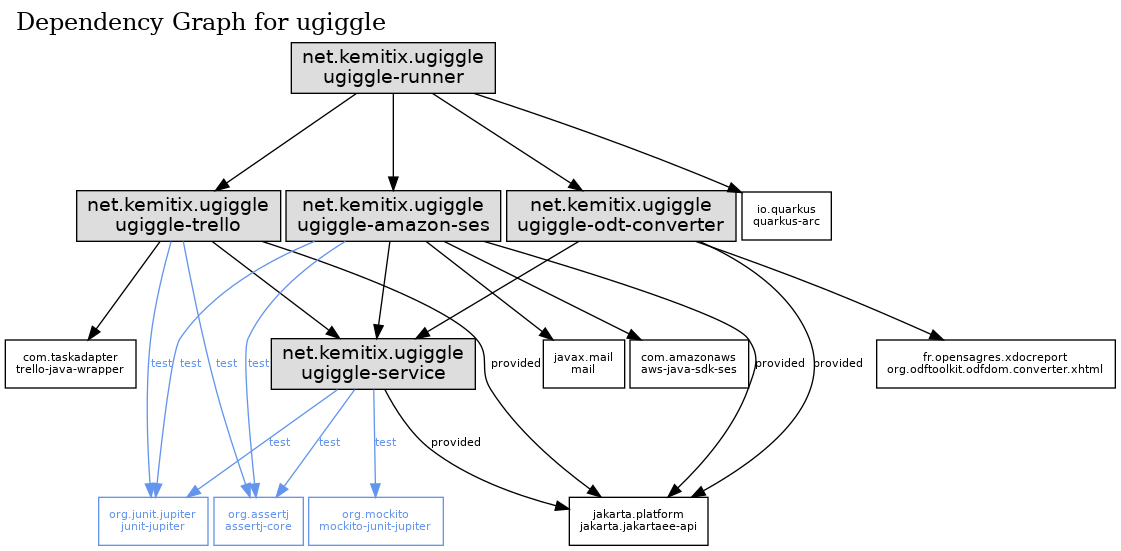 Dependency Graph for ugiggle
net.kemitix.ugiggle
ugiggle-runner
net.kemitix.ugiggle
ugiggle-trello
net.kemitix.ugiggle
ugiggle-amazon-ses
net.kemitix.ugiggle
ugiggle-odt-converter
io.quarkus
quarkus-arc
com.taskadapter
trello-java-wrapper
test
test
test
test
net.kemitix.ugiggle
ugiggle-service
provided
javax.mail
mail
com.amazonaws
aws-java-sdk-ses
provided
provided
fr.opensagres.xdocreport
org.odftoolkit.odfdom.converter.xhtml
test
test
test
provided
org.junit.jupiter
junit-jupiter
org.assertj
assertj-core
org.mockito
mockito-junit-jupiter
jakarta.platform
jakarta.jakartaee-api